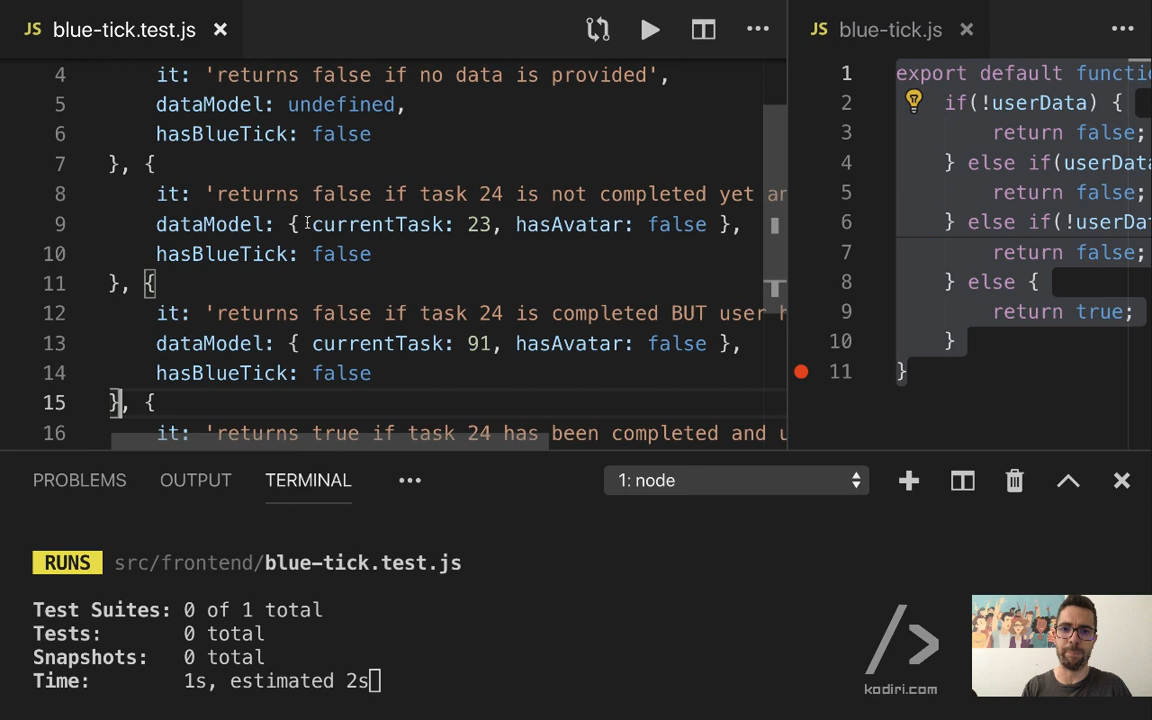 JS blue-tick.test.js
JS blue-tick.js
4 it: 'returns false if no data is provided',
5 dataModel: undefined,
6 hasBlueTick: false
7 }, {
8 it: 'returns false if task 24 is not completed yet
9 dataModel: { currentTask: 23, hasAvatar: false },
10 hasBlueTick: false
11 }, {
12 it: 'returns false if task 24 is completed BUT user
13 dataModel: { currentTask: 91, hasAvatar: false },
14 hasBlueTick: false
15 }, {
16 it: 'returns true if task 24 has been completed and
1 export default
2 if(!userData) {
3 return false;
4 } else if(userData
5 return false;
6 } else if(!userDa
7 return false;
8 } else {
9 return true;
10 }
11 }
PROBLEMS OUTPUT TERMINAL 1: node
RUNS src/frontend/blue-tick.test.js
Test Suites: 0 of 1 total
Tests: 0 total
Snapshots: 0 total
Time: 1s, estimated 2s
kodiri.com